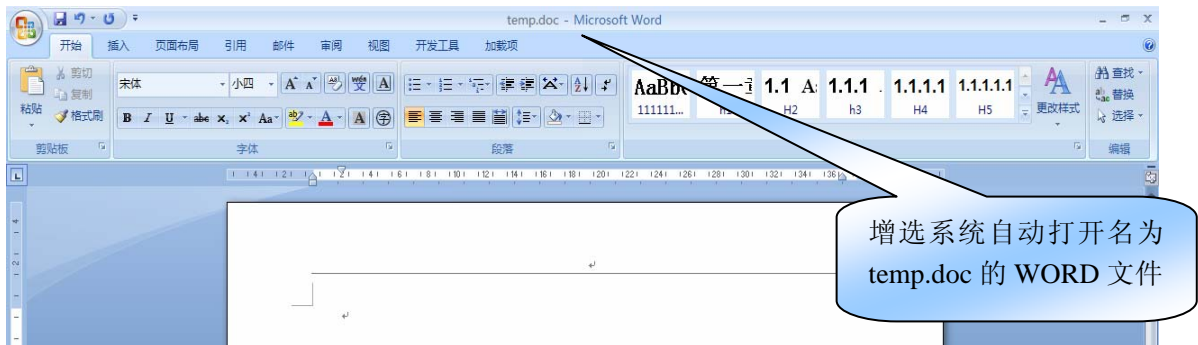 temp.doc - Microsoft Word
开始 插入 页面布局 引用 邮件 审阅 视图 开发工具 加载项
剪切
复制
粘贴 格式刷
剪贴板
宋体 小四
B I U abe X₂ X² Aa A A
字体
段落
AaBb 1.1 A 1.1.1 . 1.1.1.1 1.1.1.1.1
111111... H2 h3 H4 H5
更改样式
查找
替换
选择
编辑
增选系统自动打开名为
temp.doc 的 WORD 文件